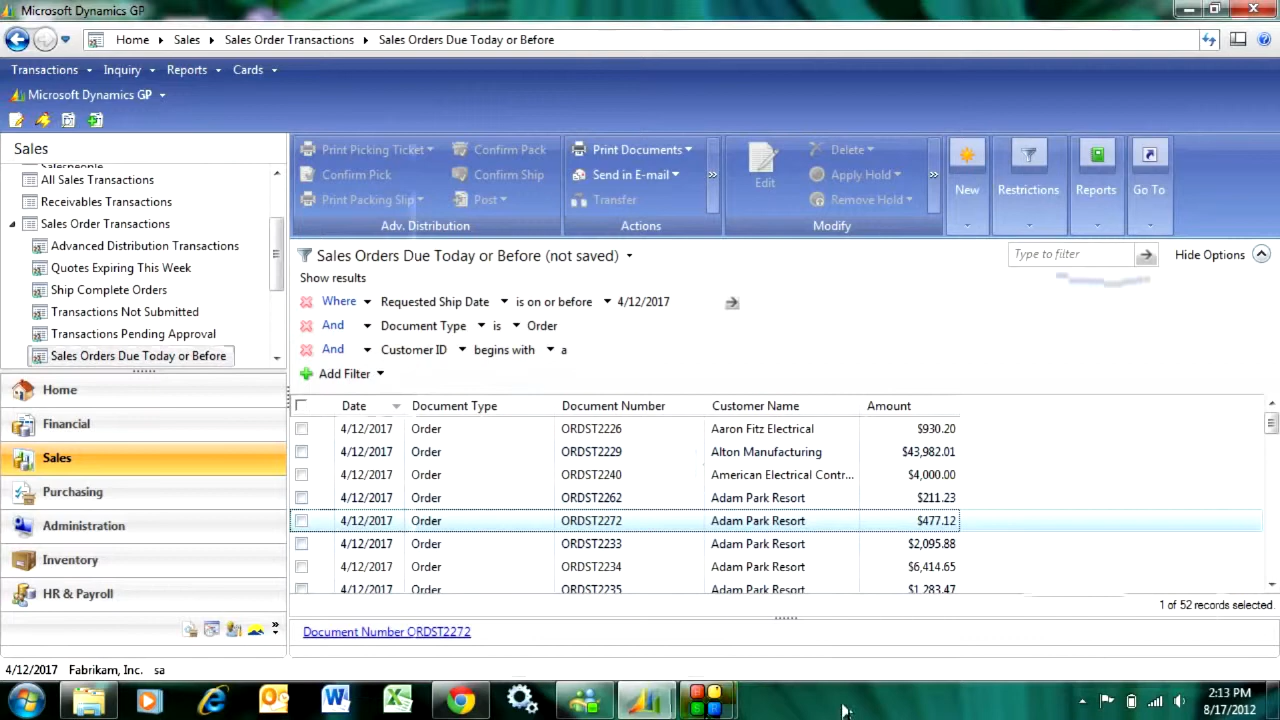 Microsoft Dynamics GP
Home Sales Sales Order Transactions Sales Orders Due Today or Before
Transactions Inquiry Reports Cards
Microsoft Dynamics GP
Sales
Salespeople
All Sales Transactions
Receivables Transactions
Sales Order Transactions
Advanced Distribution Transactions
Quotes Expiring This Week
Ship Complete Orders
Transactions Not Submitted
Transactions Pending Approval
Sales Orders Due Today or Before
Home
Financial
Sales
Purchasing
Administration
Inventory
HR & Payroll
Print Picking Ticket Confirm Pack
Confirm Pick Confirm Ship
Print Packing Slip Post
Adv. Distribution
Print Documents
Send in E-mail
Transfer
Actions
Edit
Delete
Apply Hold
Remove Hold
Modify
New
Restrictions
Reports
Go To
Sales Orders Due Today or Before (not saved)
Type to filter
Hide Options
Show results
Where Requested Ship Date is on or before 4/12/2017
And Document Type is Order
And Customer ID begins with a
Add Filter
Date Document Type Document Number Customer Name Amount
4/12/2017 Order ORDST2226 Aaron Fitz Electrical $930.20
4/12/2017 Order ORDST2229 Alton Manufacturing $43,982.01
4/12/2017 Order ORDST2240 American Electrical Contr... $4,000.00
4/12/2017 Order ORDST2262 Adam Park Resort $211.23
4/12/2017 Order ORDST2272 Adam Park Resort $477.12
4/12/2017 Order ORDST2233 Adam Park Resort $2,095.88
4/12/2017 Order ORDST2234 Adam Park Resort $6,414.65
4/12/2017 Order ORDST2235 Adam Park Resort $1,283.47
1 of 52 records selected.
Document Number ORDST2272
4/12/2017 Fabrikam, Inc. sa
2:13 PM
8/17/2012